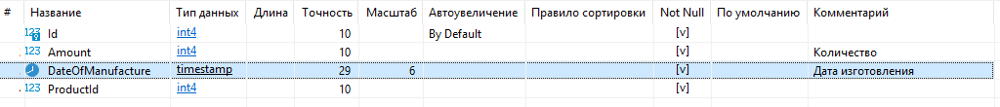 # Название Тип данных Длина Точность Масштаб Автоувеличение Правило сортировки Not Null По умолчанию Комментарий
123 Id int4 10 By Default [v]
123 Amount int4 10 [v] Количество
DateOfManufacture timestamp 29 6 [v] Дата изготовления
123 ProductId int4 10 [v]